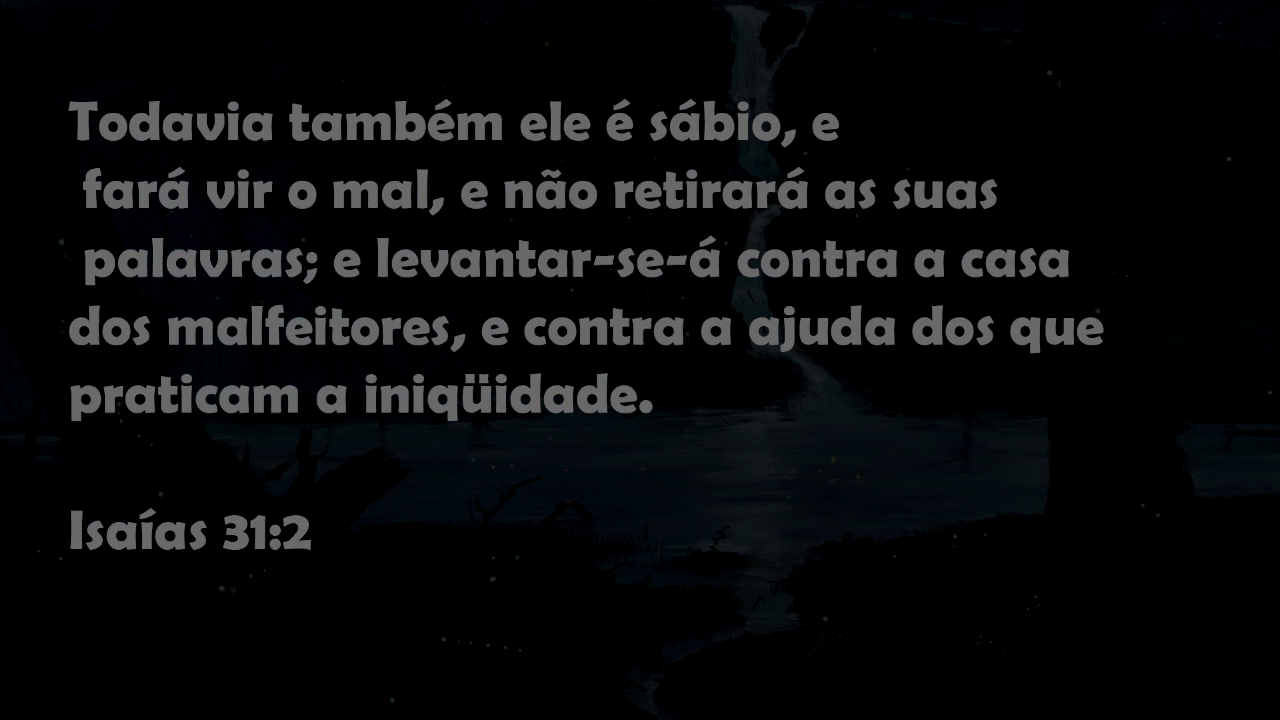 Todavia também ele é sábio, e
fará vir o mal, e não retirará as suas
palavras; e levantar-se-á contra a casa
dos malfeitores, e contra a ajuda dos que
praticam a iniqüidade.
Isaías 31:2